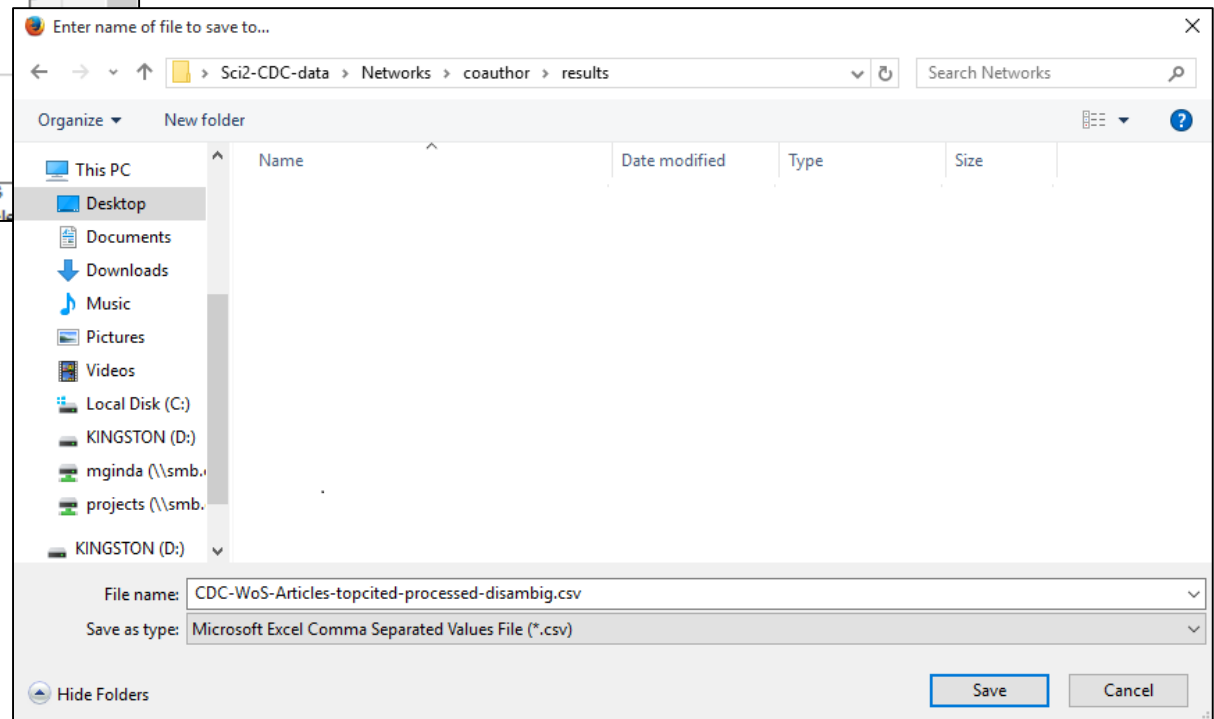 Enter name of file to save to...
Sci2-CDC-data > Networks > coauthor > results
Search Networks
Organize
New folder
This PC
Desktop
Documents
Downloads
Music
Pictures
Videos
Local Disk (C:)
KINGSTON (D:)
mginda (\\smb.
projects (\\smb.
KINGSTON (D:)
Name
Date modified
Type
Size
File name: CDC-WoS-Articles-topcited-processed-disambig.csv
Save as type: Microsoft Excel Comma Separated Values File (*.csv)
Hide Folders
Save
Cancel